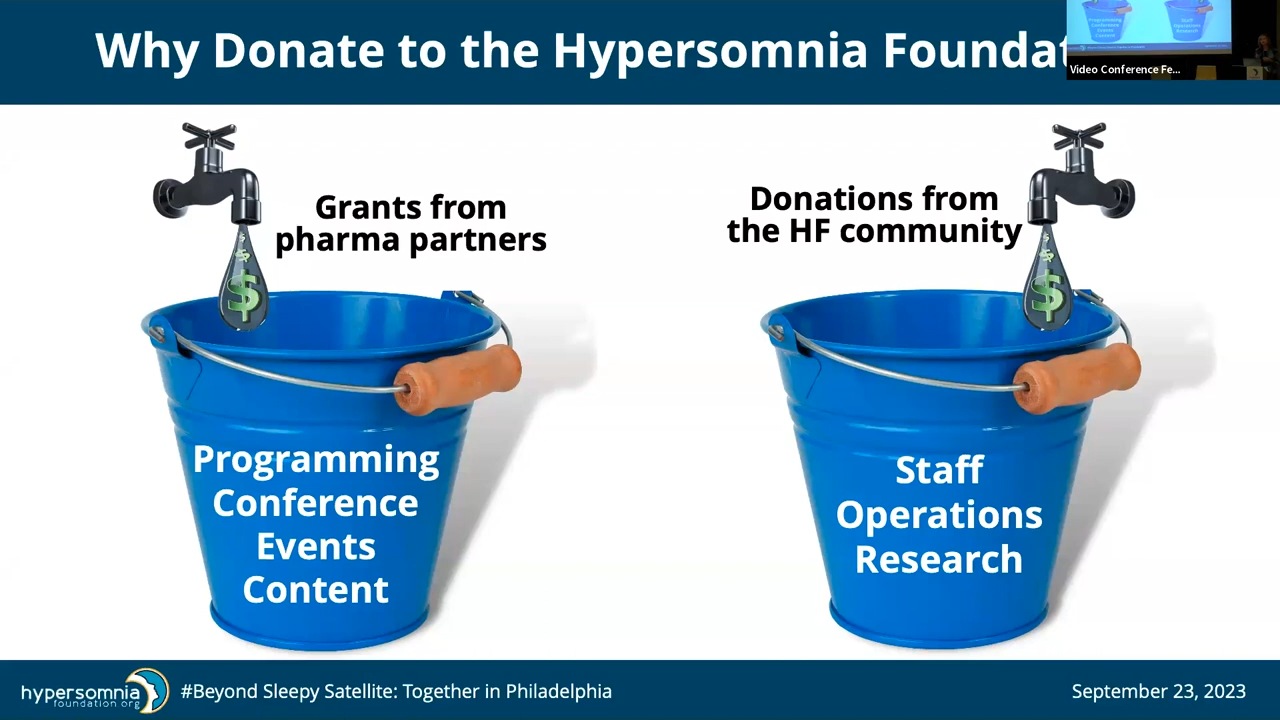 Why Donate to the Hypersomnia Foundat
Video Conference Fe...
Grants from
pharma partners
Donations from
the HF community
$
$
Programming
Conference
Events
Content
Staff
Operations
Research
hypersomnia
foundation.org
#Beyond Sleepy Satellite: Together in Philadelphia
September 23, 2023